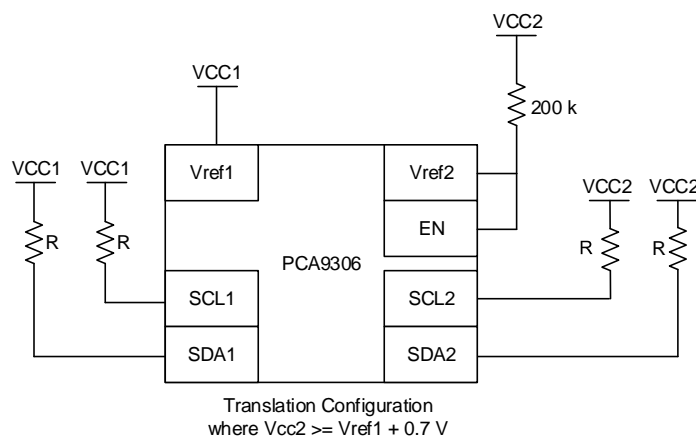 VCC2
VCC1
200 k
VCC1 VCC1
Vref1
Vref2
VCC2 VCC2
EN
R
R
R
R
PCA9306
SCL1
SCL2
SDA1
SDA2
Translation Configuration
where Vcc2 >= Vref1 + 0.7 V